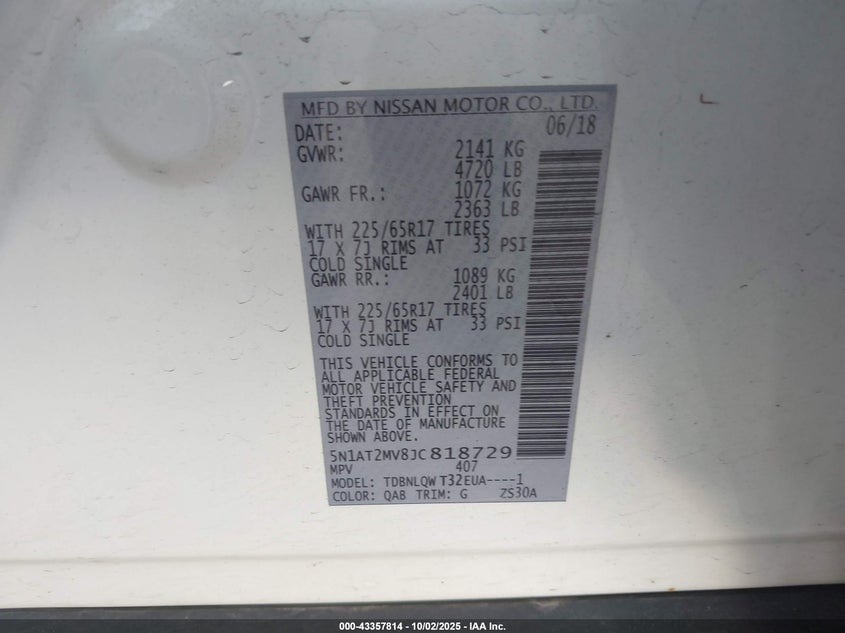 MFD BY NISSAN MOTOR CO., LTD.
DATE: 06/18
GVWR: 2141 KG
4720 LB
GAWR FR.: 1072 KG
2363 LB
WITH 225/65R17 TIRES
17 X 7J RIMS AT 33 PSI
COLD SINGLE
GAWR RR.: 1089 KG
2401 LB
WITH 225/65R17 TIRES
17 X 7J RIMS AT 33 PSI
COLD SINGLE
THIS VEHICLE CONFORMS TO
ALL APPLICABLE FEDERAL
MOTOR VEHICLE SAFETY AND
THEFT PREVENTION
STANDARDS IN EFFECT ON
THE DATE OF MANUFACTURE
SHOWN ABOVE.
5N1AT2MV8JC818729
MPV 407
MODEL: TDBNLQW T32EUA----1
COLOR: QAB TRIM: G ZS30A
000-43357814 - 10/02/2025 - IAA Inc.